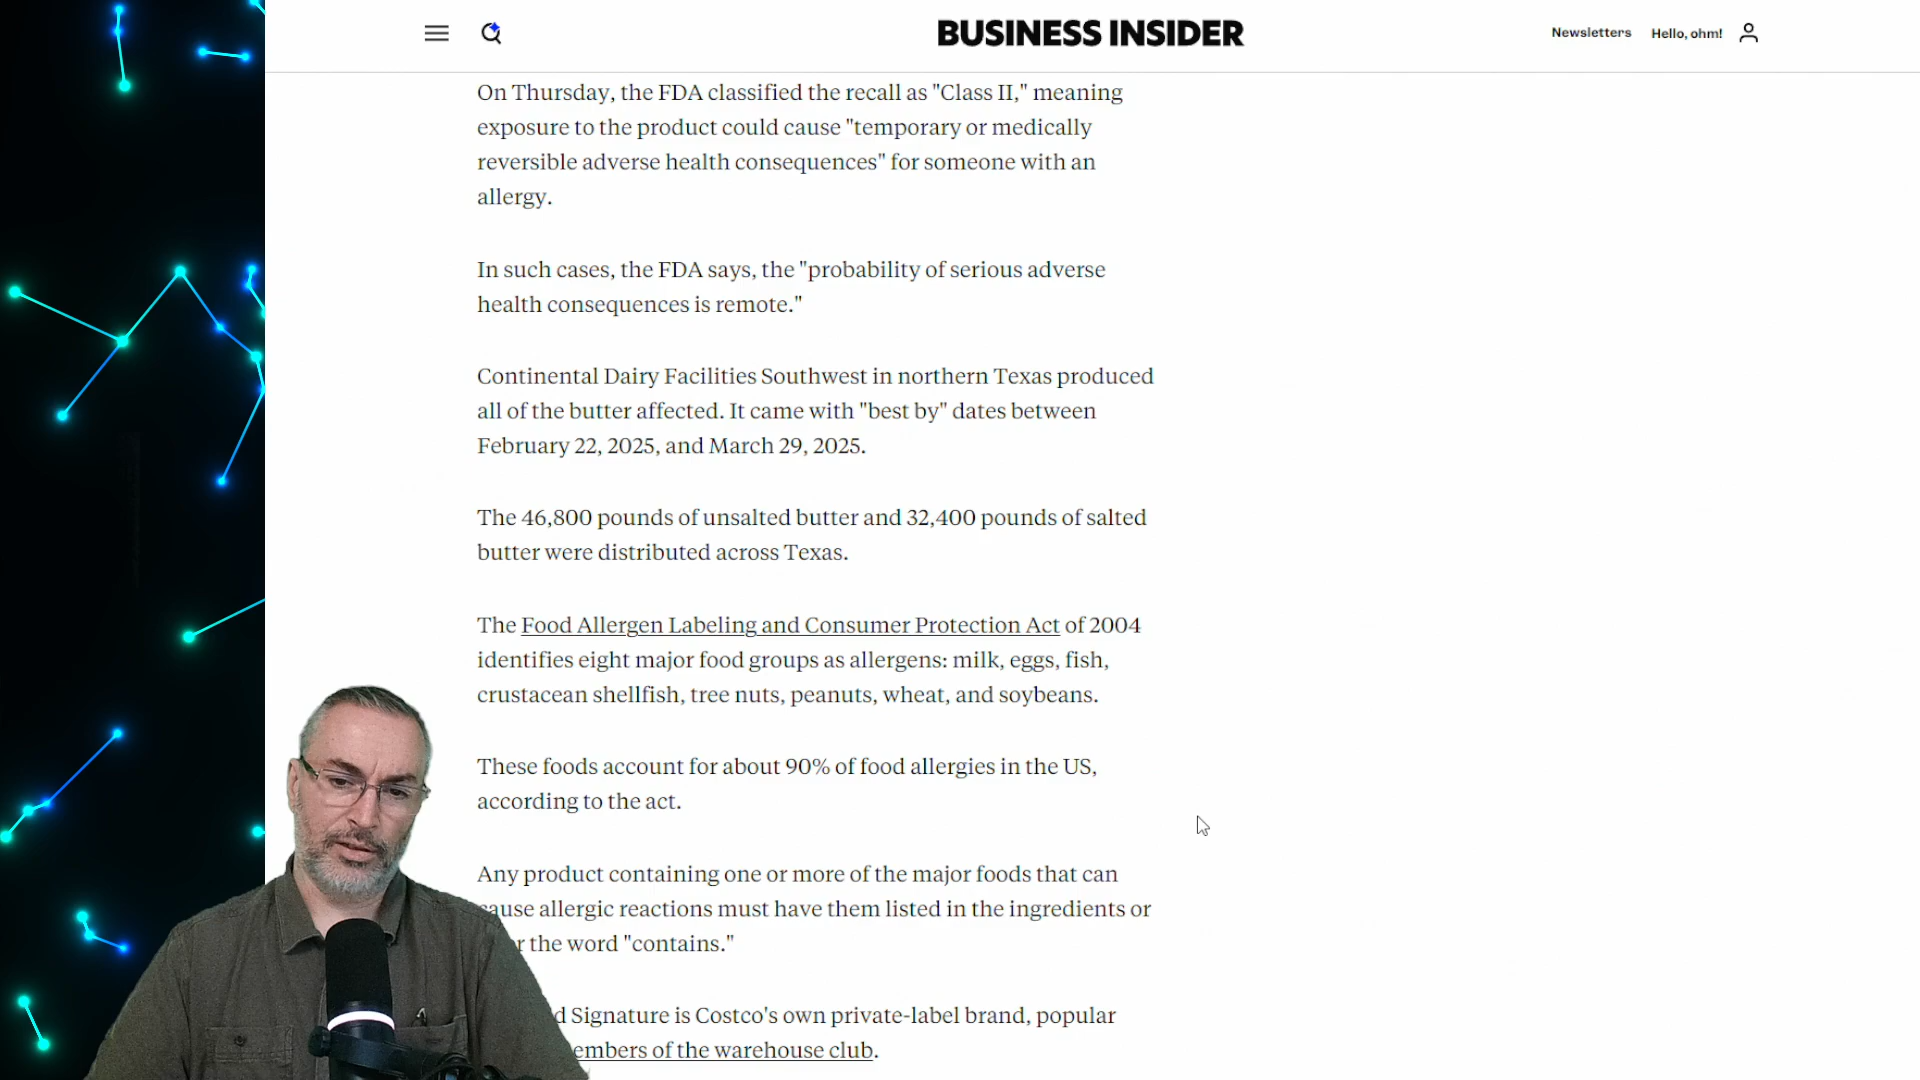 BUSINESS INSIDER
Newsletters
Hello, ohm!
On Thursday, the FDA classified the recall as "Class II," meaning
exposure to the product could cause "temporary or medically
reversible adverse health consequences" for someone with an
allergy.
In such cases, the FDA says, the "probability of serious adverse
health consequences is remote."
Continental Dairy Facilities Southwest in northern Texas produced
all of the butter affected. It came with "best by" dates between
February 22, 2025, and March 29, 2025.
The 46,800 pounds of unsalted butter and 32,400 pounds of salted
butter were distributed across Texas.
The Food Allergen Labeling and Consumer Protection Act of 2004
identifies eight major food groups as allergens: milk, eggs, fish,
crustacean shellfish, tree nuts, peanuts, wheat, and soybeans.
These foods account for about 90% of food allergies in the US,
according to the act.
Any product containing one or more of the major foods that can
cause allergic reactions must have them listed in the ingredients or
the word "contains."
Signature is Costco's own private-label brand, popular
of the warehouse club.